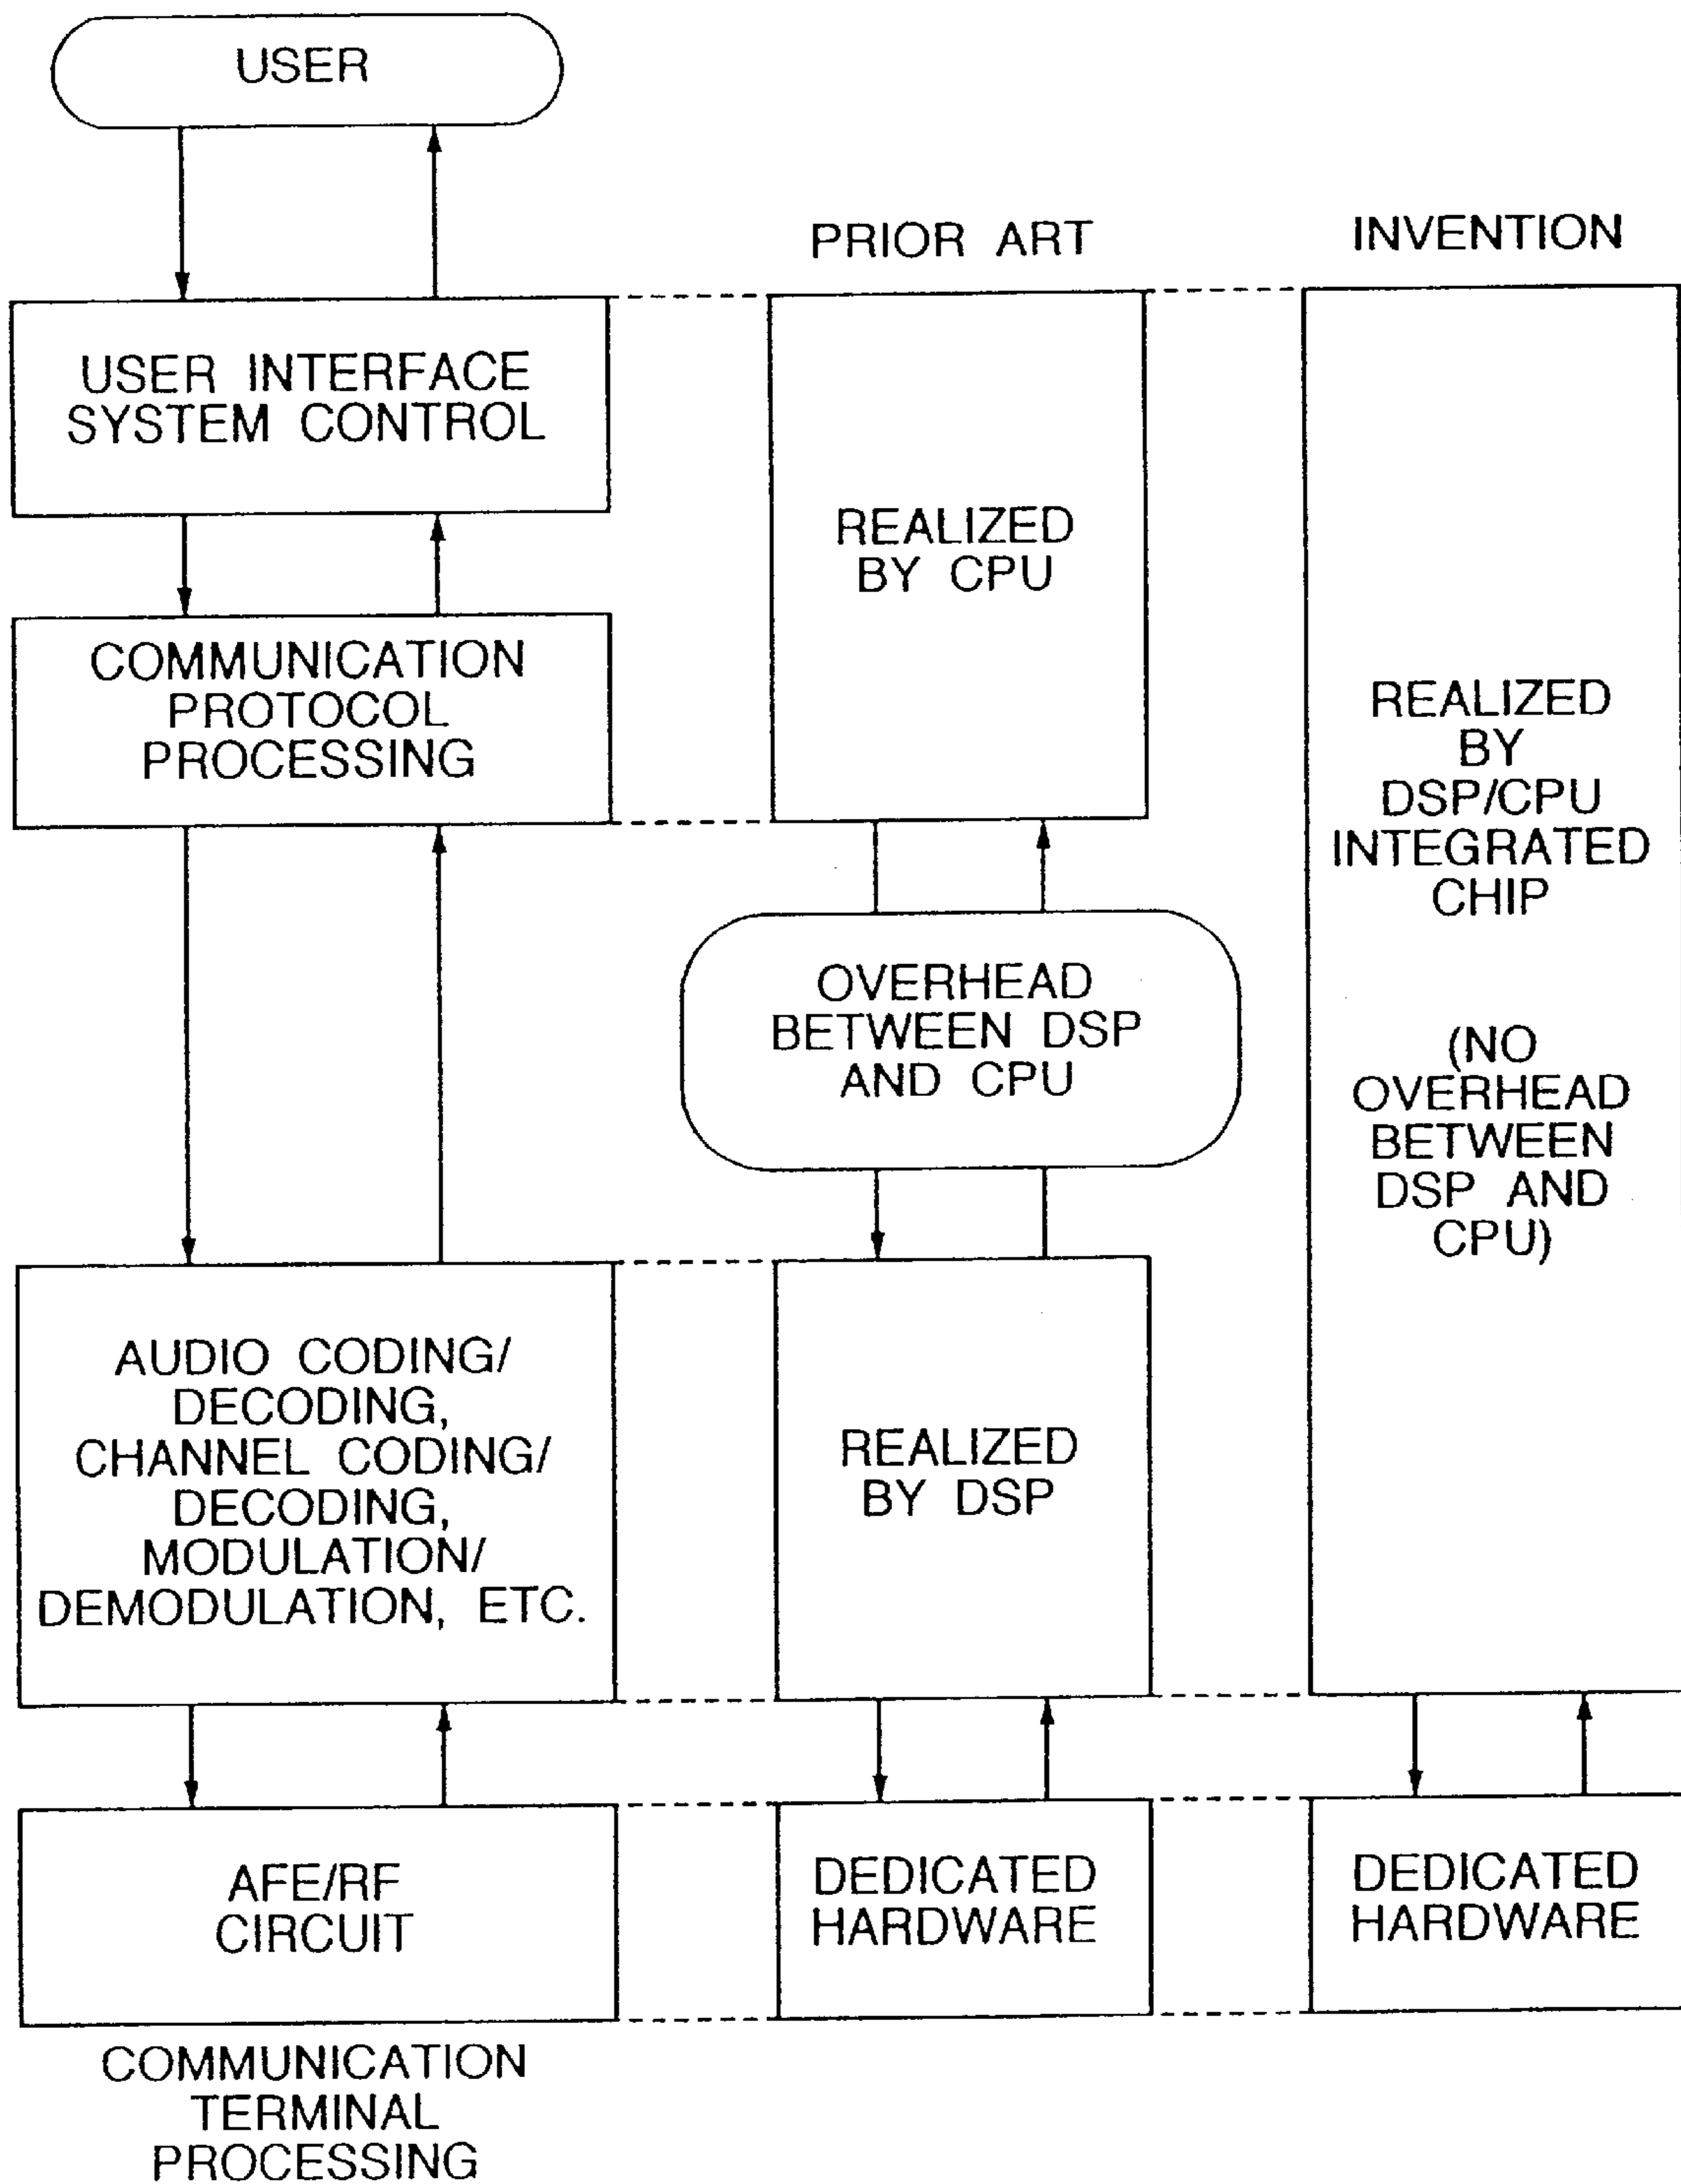 USER
PRIOR ART
INVENTION
USER INTERFACE
SYSTEM CONTROL
COMMUNICATION
PROTOCOL
PROCESSING
AUDIO CODING/
DECODING,
CHANNEL CODING/
DECODING,
MODULATION/
DEMODULATION, ETC.
AFE/RF
CIRCUIT
COMMUNICATION
TERMINAL
PROCESSING
REALIZED
BY CPU
OVERHEAD
BETWEEN DSP
AND CPU
REALIZED
BY DSP
DEDICATED
HARDWARE
REALIZED
BY
DSP/CPU
INTEGRATED
CHIP
(NO
OVERHEAD
BETWEEN
DSP AND
CPU)
DEDICATED
HARDWARE